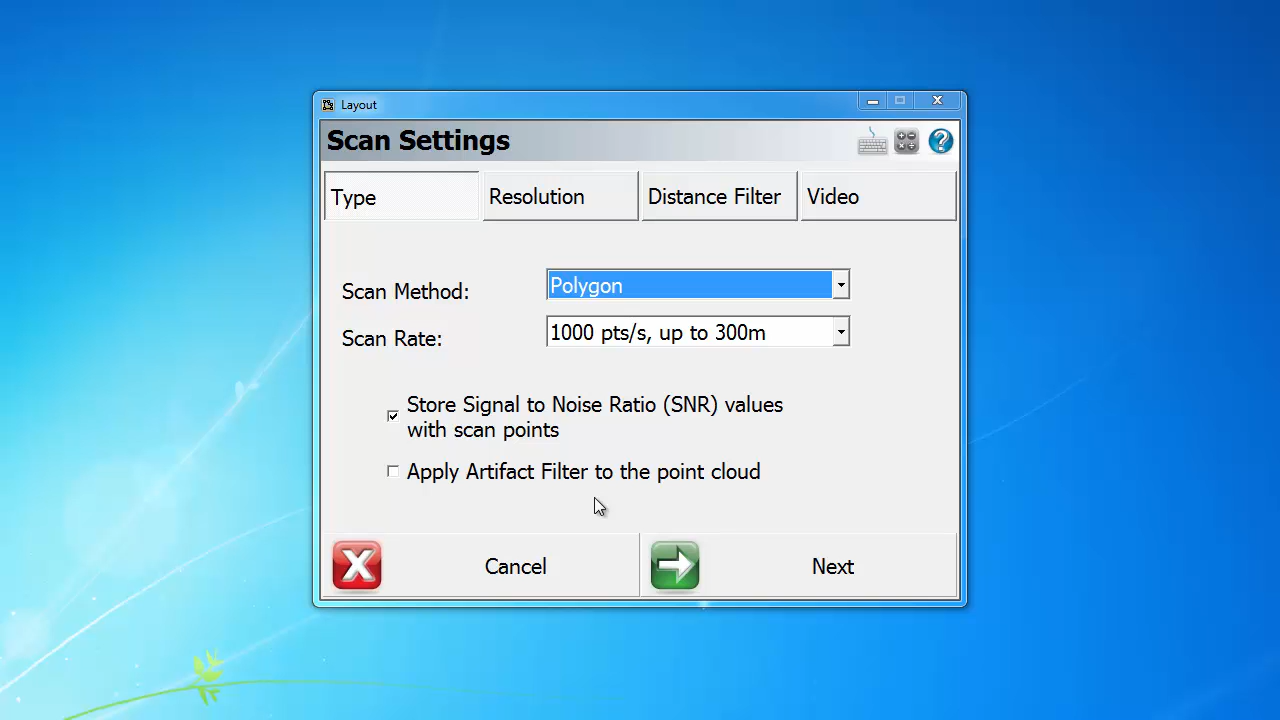 Layout
Scan Settings
Type
Resolution
Distance Filter
Video
Scan Method:
Polygon
Scan Rate:
1000 pts/s, up to 300m
Store Signal to Noise Ratio (SNR) values
with scan points
Apply Artifact Filter to the point cloud
Cancel
Next